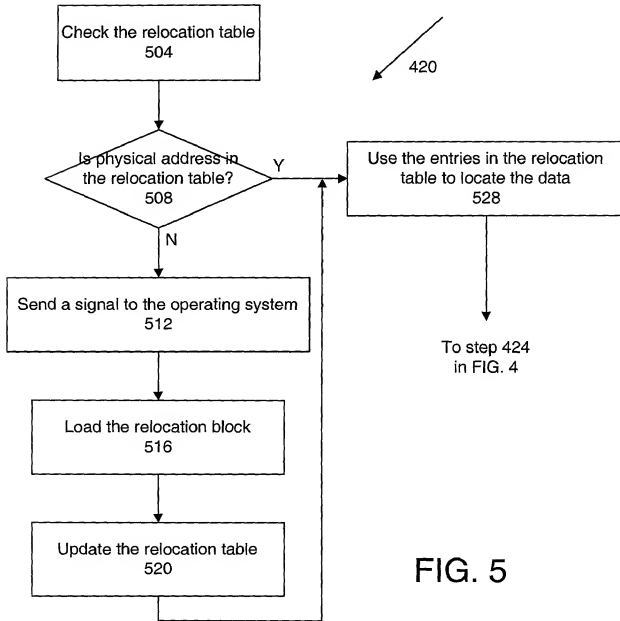 Check the relocation table
504
420
Is physical address in
the relocation table?
508
Y
N
Use the entries in the relocation
table to locate the data
528
Send a signal to the operating system
512
To step 424
in FIG. 4
Load the relocation block
516
Update the relocation table
520
FIG. 5